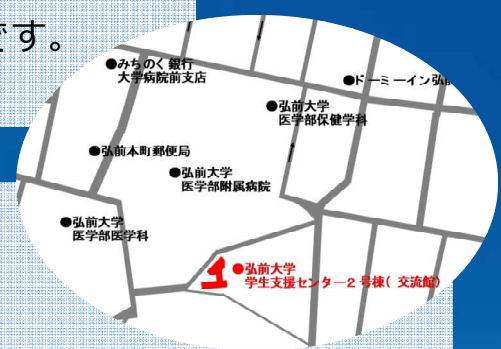 です。
●みちのく銀行
大学病院前支店
●ドーミーイン弘前
●弘前大学
医学部保健学科
●弘前本町郵便局
●弘前大学
医学部附属病院
●弘前大学
医学部医学科
●弘前大学
学生支援センター2 号棟( 交流館)